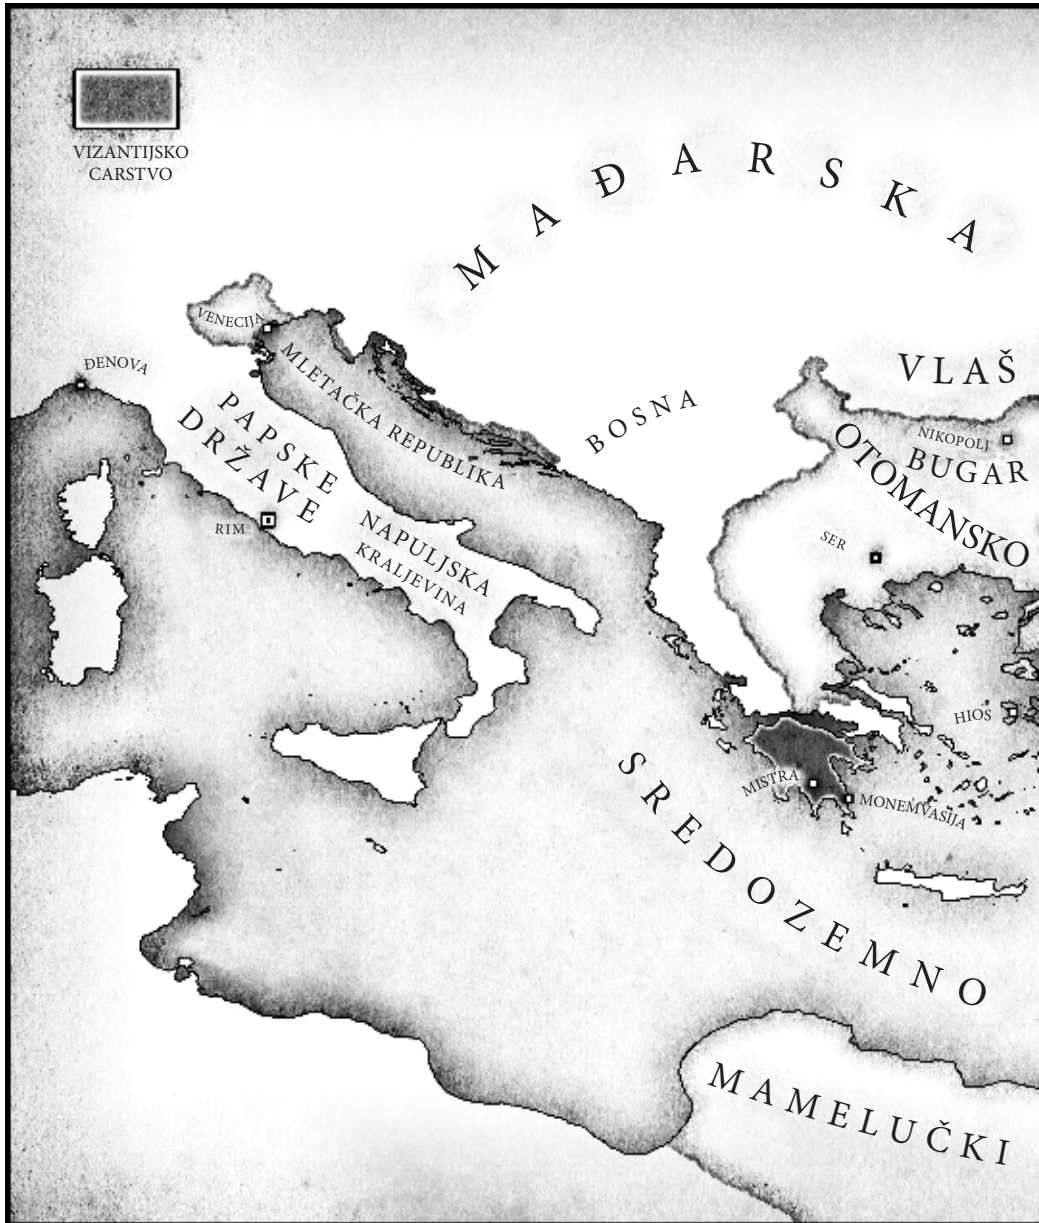 VIZANTIJSKO
CARSTVO
MAĐARSKA
VENECIJA
ĐENOVA
MLETAČKA REPUBLIKA
VLAŠ
BOSNA
PAPSKE
DRŽAVE
NIKOPOLJ
BUGAR
OTOMANSKO
RIM
NAPULJSKA
KRALJEVINA
SER
HIOS
MISTRA
MONEMVASIJA
SREDOZEMNO
MAMELUČKI